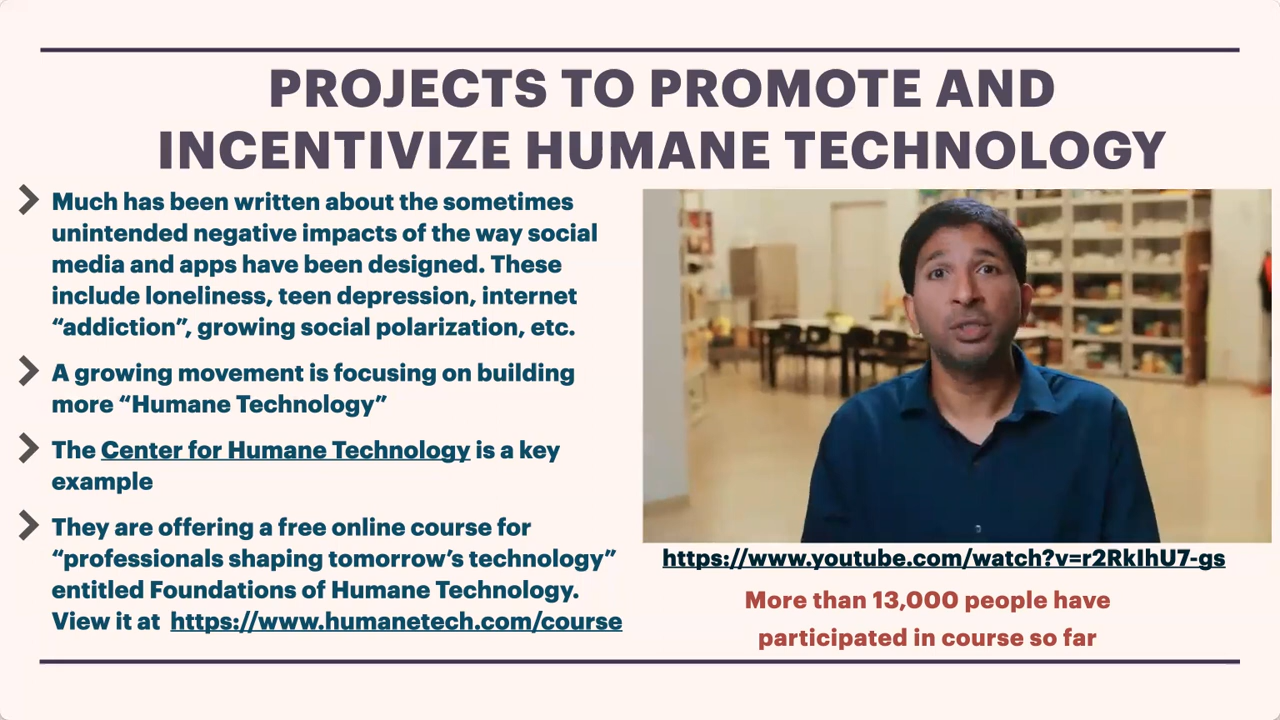 PROJECTS TO PROMOTE AND
INCENTIVIZE HUMANE TECHNOLOGY
Much has been written about the sometimes
unintended negative impacts of the way social
media and apps have been designed. These
include loneliness, teen depression, internet
“addiction”, growing social polarization, etc.
A growing movement is focusing on building
more “Humane Technology”
The Center for Humane Technology is a key
example
They are offering a free online course for
“professionals shaping tomorrow’s technology”
entitled Foundations of Humane Technology.
View it at https://www.humanetech.com/course
https://www.youtube.com/watch?v=r2RkIhU7-gs
More than 13,000 people have
participated in course so far